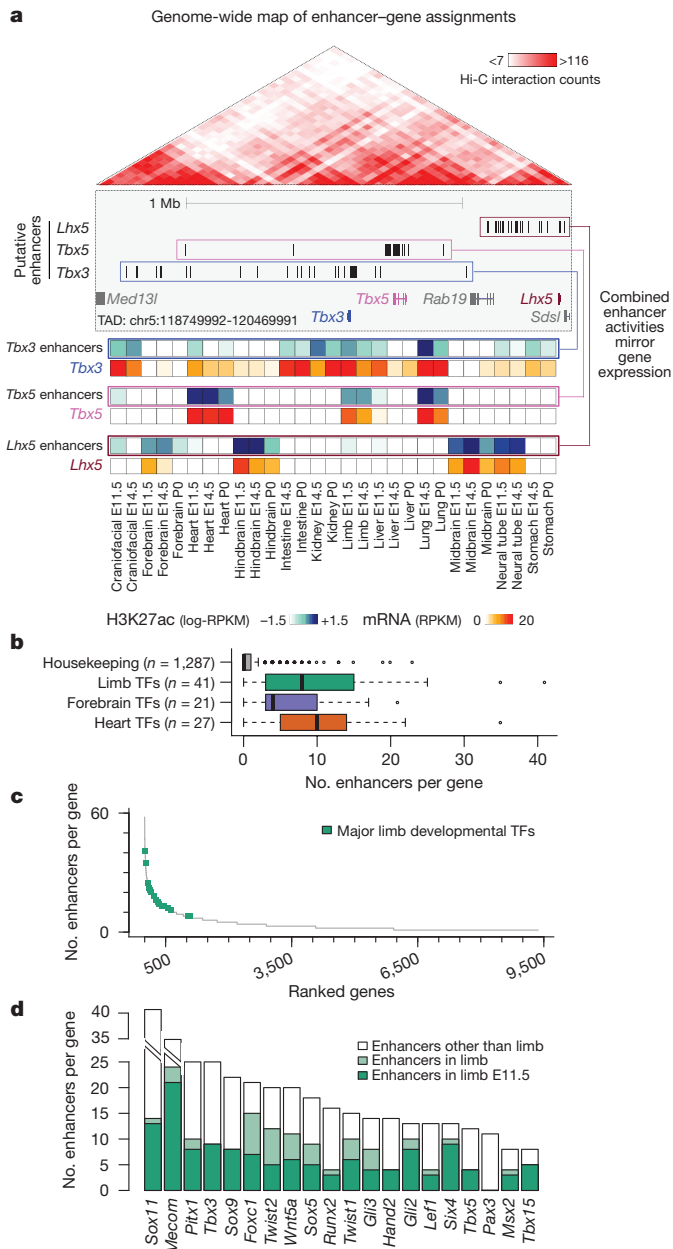 a
Genome-wide map of enhancer–gene assignments
<7 >116
Hi-C interaction counts
1 Mb
Putative enhancers
Lhx5
Tbx5
Tbx3
Med13l Tbx5 Rab19 Lhx5
TAD: chr5:118749992-120469991 Tbx3 Sdsl
Combined
enhancer
activities
mirror
gene
expression
Tbx3 enhancers
Tbx3
Tbx5 enhancers
Tbx5
Lhx5 enhancers
Lhx5
Craniofacial E11.5
Craniofacial E14.5
Forebrain E11.5
Forebrain E14.5
Forebrain P0
Heart E11.5
Heart E14.5
Heart P0
Hindbrain E11.5
Hindbrain E14.5
Hindbrain P0
Intestine E14.5
Intestine P0
Kidney E14.5
Kidney P0
Limb E11.5
Limb E14.5
Liver E11.5
Liver E14.5
Liver P0
Lung E14.5
Lung P0
Midbrain E11.5
Midbrain E14.5
Midbrain P0
Neural tube E11.5
Neural tube E14.5
Stomach E14.5
Stomach P0
H3K27ac (log-RPKM) −1.5 +1.5 mRNA (RPKM) 0 20
b
Housekeeping (n = 1,287)
Limb TFs (n = 41)
Forebrain TFs (n = 21)
Heart TFs (n = 27)
0 10 20 30 40
No. enhancers per gene
c
No. enhancers per gene
60
0
Major limb developmental TFs
500 3,500 6,500 9,500
Ranked genes
d
No. enhancers per gene
40
35
25
20
15
10
5
0
Enhancers other than limb
Enhancers in limb
Enhancers in limb E11.5
Sox11
Mecom
Pitx1
Tbx3
Sox9
Foxc1
Twist2
Wnt5a
Sox5
Runx2
Twist1
Gli3
Hand2
Gli2
Lef1
Six4
Tbx5
Pax3
Msx2
Tbx15